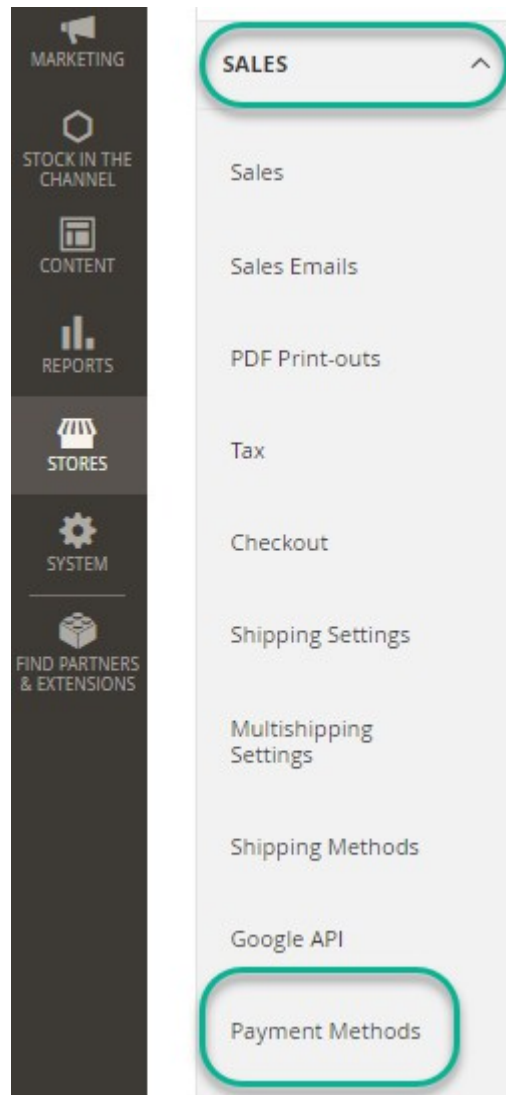 MARKETING
STOCK IN THE
CHANNEL
CONTENT
REPORTS
STORES
SYSTEM
FIND PARTNERS
& EXTENSIONS
SALES
Sales
Sales Emails
PDF Print-outs
Tax
Checkout
Shipping Settings
Multishipping
Settings
Shipping Methods
Google API
Payment Methods